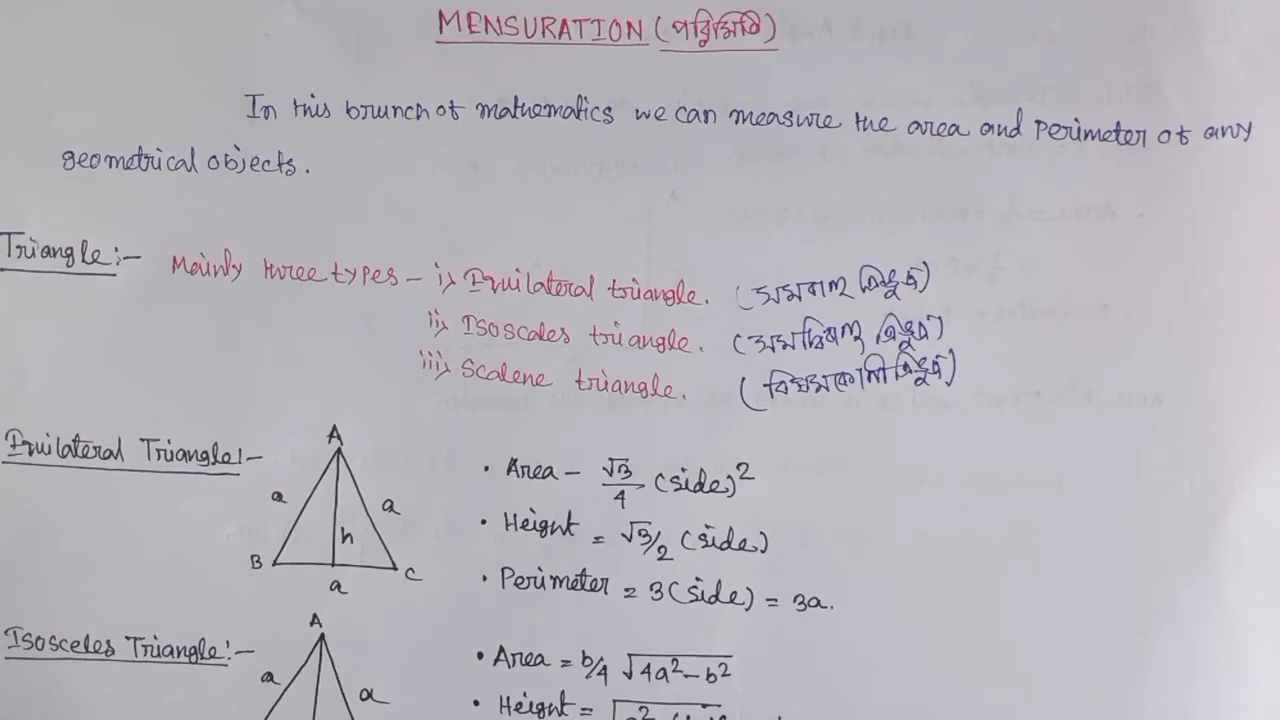 MENSURATION (পরিমিতি)
In this brunch of mathematics we can measure the area and perimeter of any
geometrical objects.
Triangle:- Mainly three types - i) Equilateral triangle. (সমবাহু ত্রিভুজ)
ii) Isoscales triangle. (সমদ্বিবাহু ত্রিভুজ)
iii) Scalene triangle. (বিষমকোণী ত্রিভুজ)
Equilateral Triangle:-
A
a
a
h
B
C
a
• Area - √3/4 (side)²
• Height = √3/2 (side)
• Perimeter = 3(side) = 3a.
Isosceles Triangle:-
A
a
a
• Area = b/4 √4a²-b²
• Height =